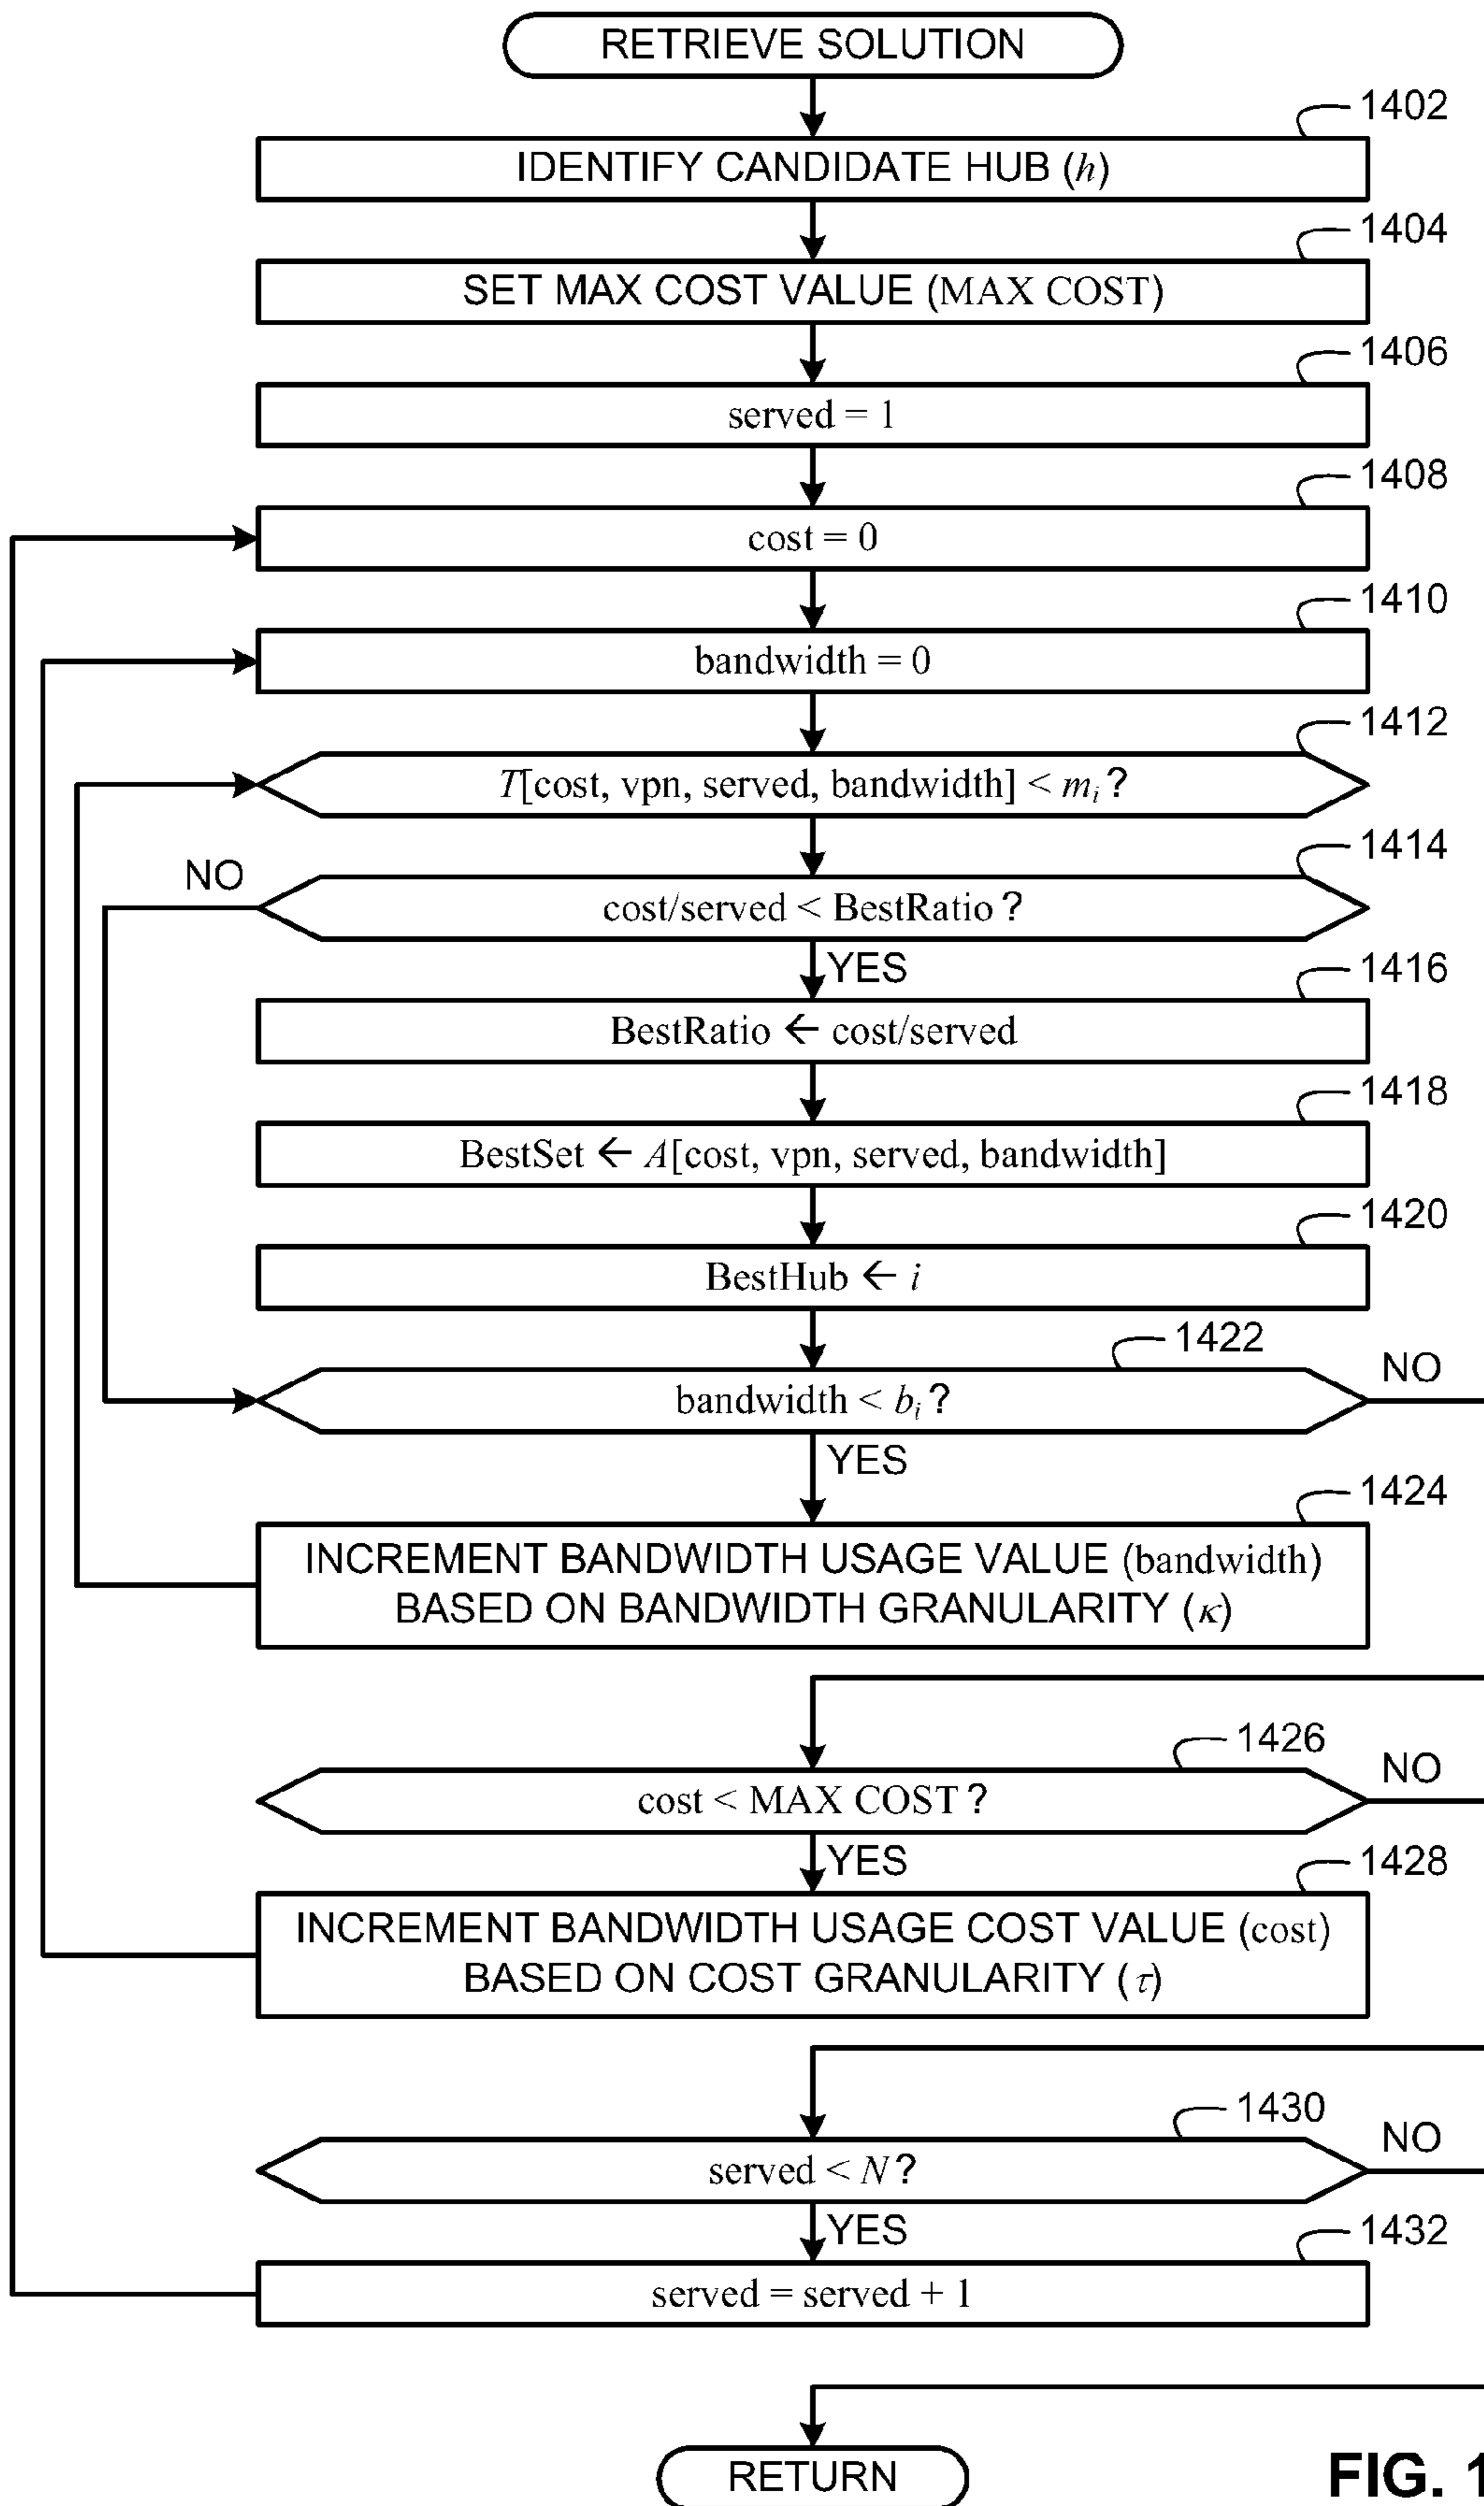 RETRIEVE SOLUTION
1402
IDENTIFY CANDIDATE HUB (h)
1404
SET MAX COST VALUE (MAX COST)
1406
served = 1
1408
cost = 0
1410
bandwidth = 0
1412
T[cost, vpn, served, bandwidth] < mᵢ?
1414
NO
cost/served < BestRatio?
YES
1416
BestRatio ← cost/served
1418
BestSet ← A[cost, vpn, served, bandwidth]
1420
BestHub ← i
1422
NO
bandwidth < bᵢ?
YES
1424
INCREMENT BANDWIDTH USAGE VALUE (bandwidth)
BASED ON BANDWIDTH GRANULARITY (κ)
1426
NO
cost < MAX COST?
YES
1428
INCREMENT BANDWIDTH USAGE COST VALUE (cost)
BASED ON COST GRANULARITY (τ)
1430
NO
served < N?
YES
1432
served = served + 1
RETURN
FIG. 1